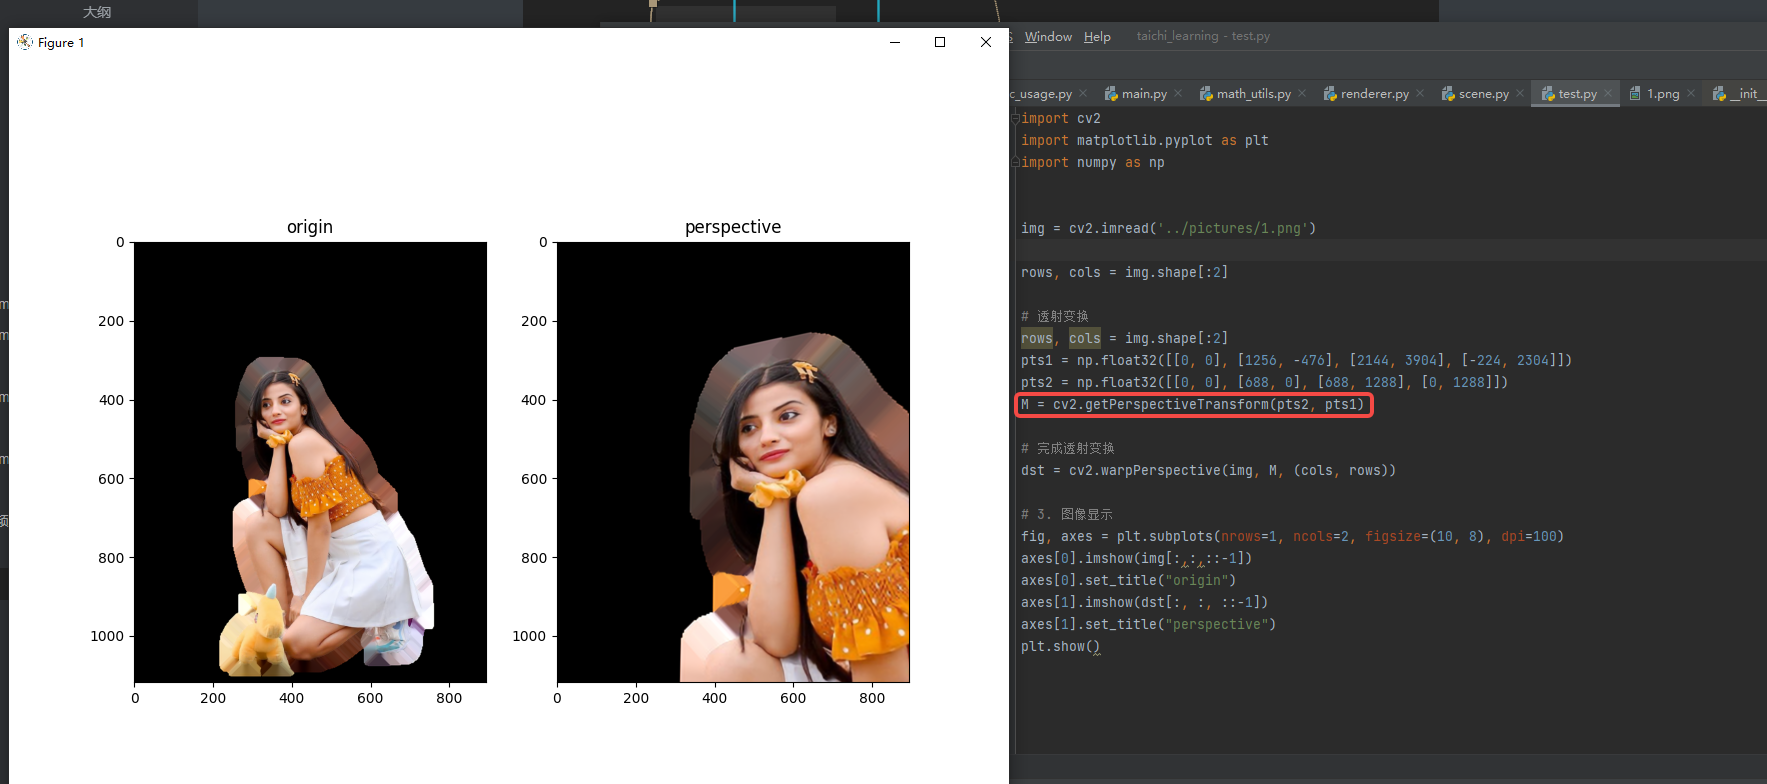 大纲
Figure 1
Window Help taichi_learning - test.py
c_usage.py main.py math_utils.py renderer.py scene.py test.py 1.png __init__
origin
perspective
0
200
400
600
800
1000
0 200 400 600 800
0
200
400
600
800
1000
0 200 400 600 800
import cv2
import matplotlib.pyplot as plt
import numpy as np
img = cv2.imread('../pictures/1.png')
rows, cols = img.shape[:2]
# 透射变换
rows, cols = img.shape[:2]
pts1 = np.float32([[0, 0], [1256, -476], [2144, 3904], [-224, 2304]])
pts2 = np.float32([[0, 0], [688, 0], [688, 1288], [0, 1288]])
M = cv2.getPerspectiveTransform(pts2, pts1)
# 完成透射变换
dst = cv2.warpPerspective(img, M, (cols, rows))
# 3. 图像显示
fig, axes = plt.subplots(nrows=1, ncols=2, figsize=(10, 8), dpi=100)
axes[0].imshow(img[:,:,::-1])
axes[0].set_title("origin")
axes[1].imshow(dst[:, :, ::-1])
axes[1].set_title("perspective")
plt.show()